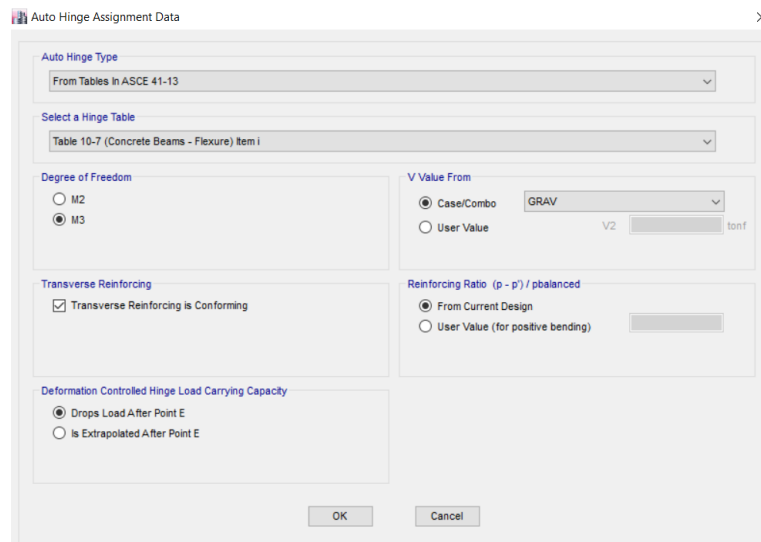 Auto Hinge Assignment Data
Auto Hinge Type
From Tables In ASCE 41-13
Select a Hinge Table
Table 10-7 (Concrete Beams - Flexure) Item i
Degree of Freedom
M2
M3
V Value From
Case/Combo GRAV
User Value V2 tonf
Transverse Reinforcing
Transverse Reinforcing is Conforming
Reinforcing Ratio (p - p') / pbalanced
From Current Design
User Value (for positive bending)
Deformation Controlled Hinge Load Carrying Capacity
Drops Load After Point E
Is Extrapolated After Point E
OK Cancel